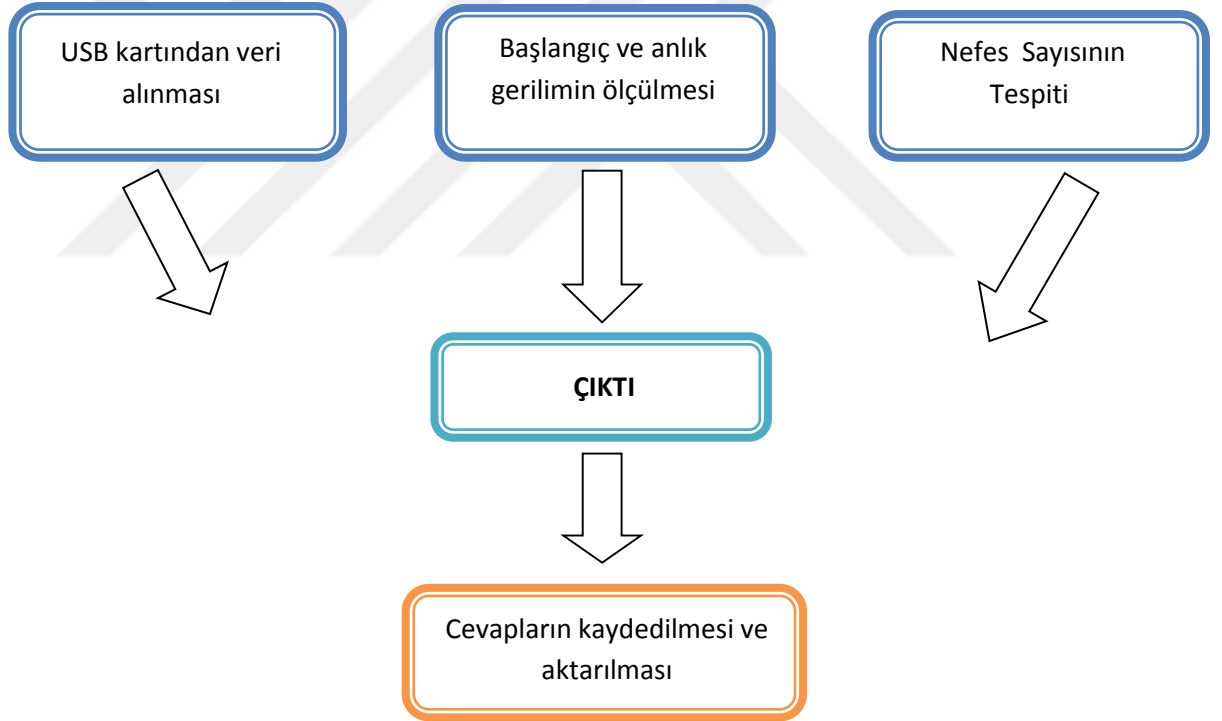 USB kartından veri
alınması
Başlangıç ve anlık
gerilimin ölçülmesi
Nefes Sayısının
Tespiti
ÇIKTI
Cevapların kaydedilmesi ve
aktarılması